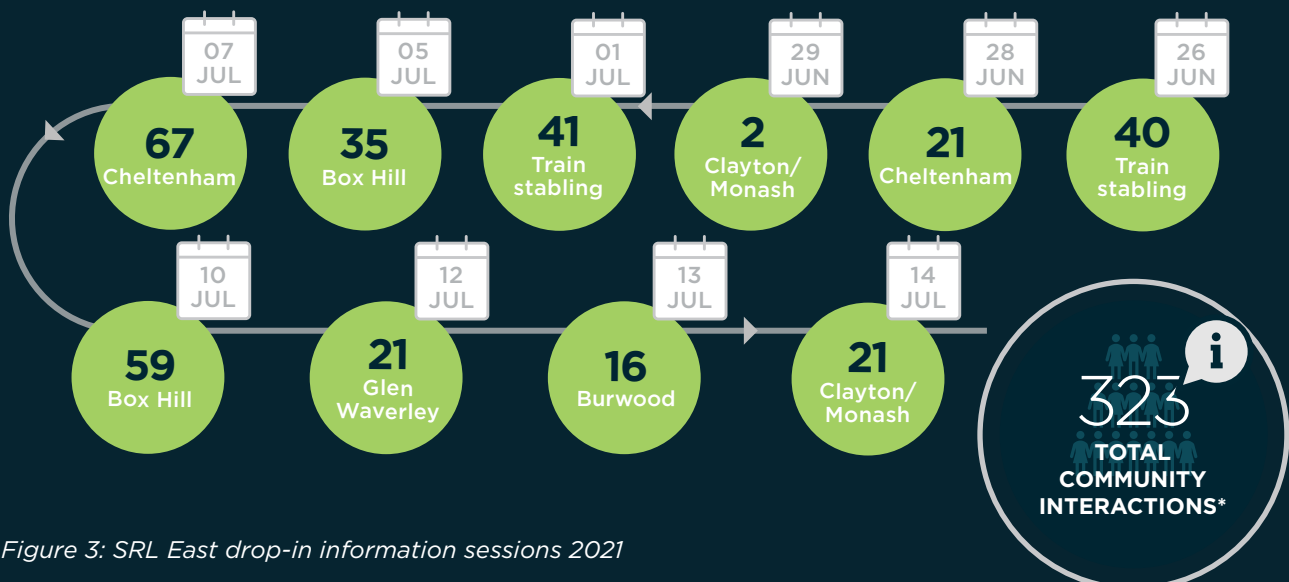 26
JUN
40
Train
stabling
28
JUN
21
Cheltenham
29
JUN
2
Clayton/
Monash
01
JUL
41
Train
stabling
05
JUL
35
Box Hill
07
JUL
67
Cheltenham
10
JUL
59
Box Hill
12
JUL
21
Glen
Waverley
13
JUL
16
Burwood
14
JUL
21
Clayton/
Monash
i
323
TOTAL
COMMUNITY
INTERACTIONS*
Figure 3: SRL East drop-in information sessions 2021